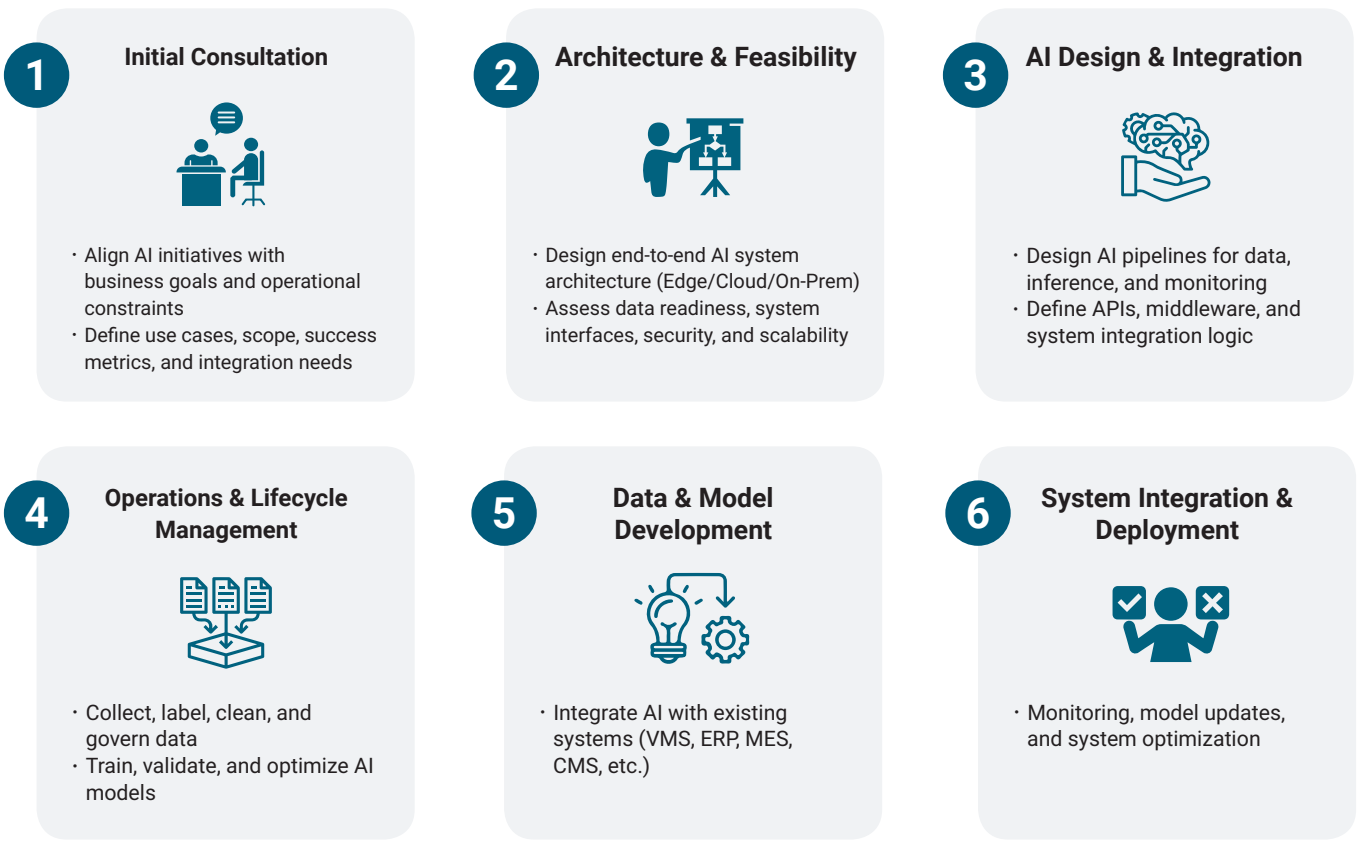 1
Initial Consultation
· Align AI initiatives with
business goals and operational
constraints
· Define use cases, scope, success
metrics, and integration needs
2
Architecture & Feasibility
· Design end-to-end AI system
architecture (Edge/Cloud/On-Prem)
· Assess data readiness, system
interfaces, security, and scalability
3
AI Design & Integration
· Design AI pipelines for data,
inference, and monitoring
· Define APIs, middleware, and
system integration logic
4
Operations & Lifecycle
Management
· Collect, label, clean, and
govern data
· Train, validate, and optimize AI
models
5
Data & Model
Development
· Integrate AI with existing
systems (VMS, ERP, MES,
CMS, etc.)
6
System Integration &
Deployment
· Monitoring, model updates,
and system optimization